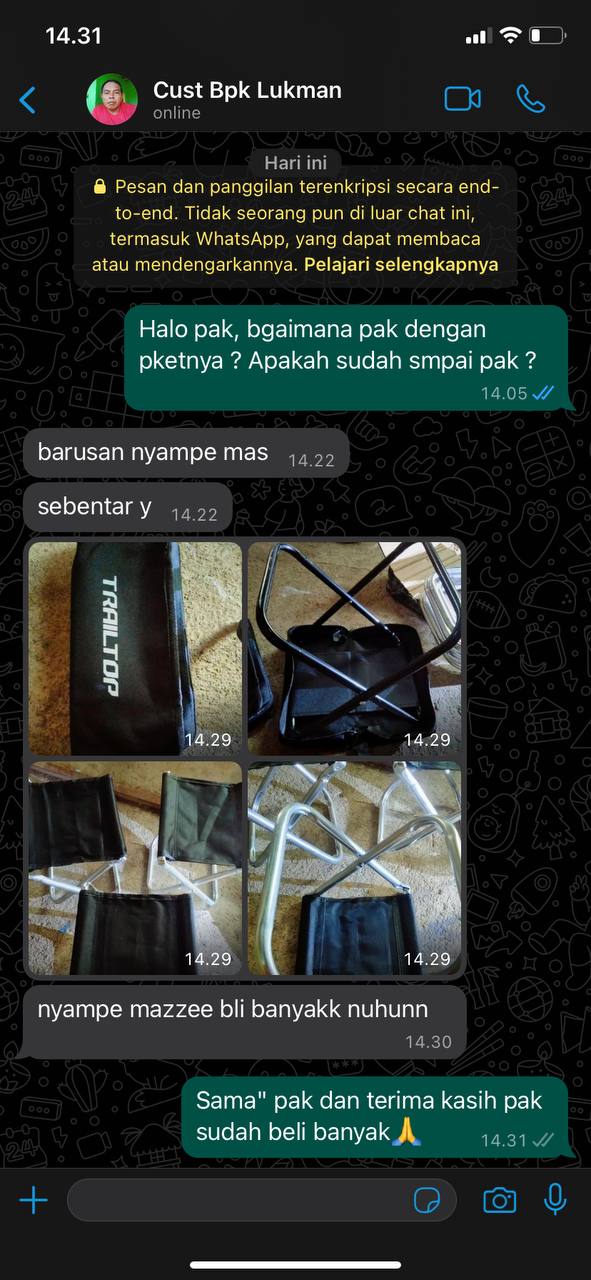 14.31
Cust Bpk Lukman
online
Hari ini
Pesan dan panggilan terenkripsi secara end-
to-end. Tidak seorang pun di luar chat ini,
termasuk WhatsApp, yang dapat membaca
atau mendengarkannya. Pelajari selengkapnya
Halo pak, bgaimana pak dengan
pketnya ? Apakah sudah smpai pak ?
14.05
barusan nyampe mas 14.22
sebentar y 14.22
TRAILTOP
14.29
14.29
14.29
14.29
nyampe mazzee bli banyakk nuhunn
14.30
Sama" pak dan terima kasih pak
sudah beli banyak🙏 14.31